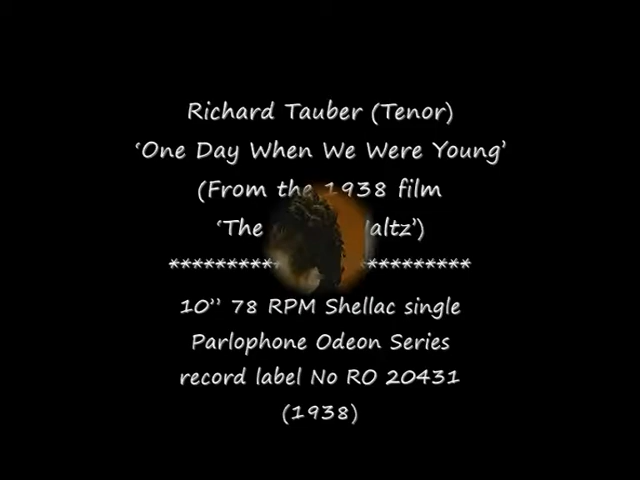 Richard Tauber (Tenor)
‘One Day When We Were Young’
(From the 1938 film
‘The altz’)
**************************
10” 78 RPM Shellac single
Parlophone Odeon Series
record label No RO 20431
(1938)